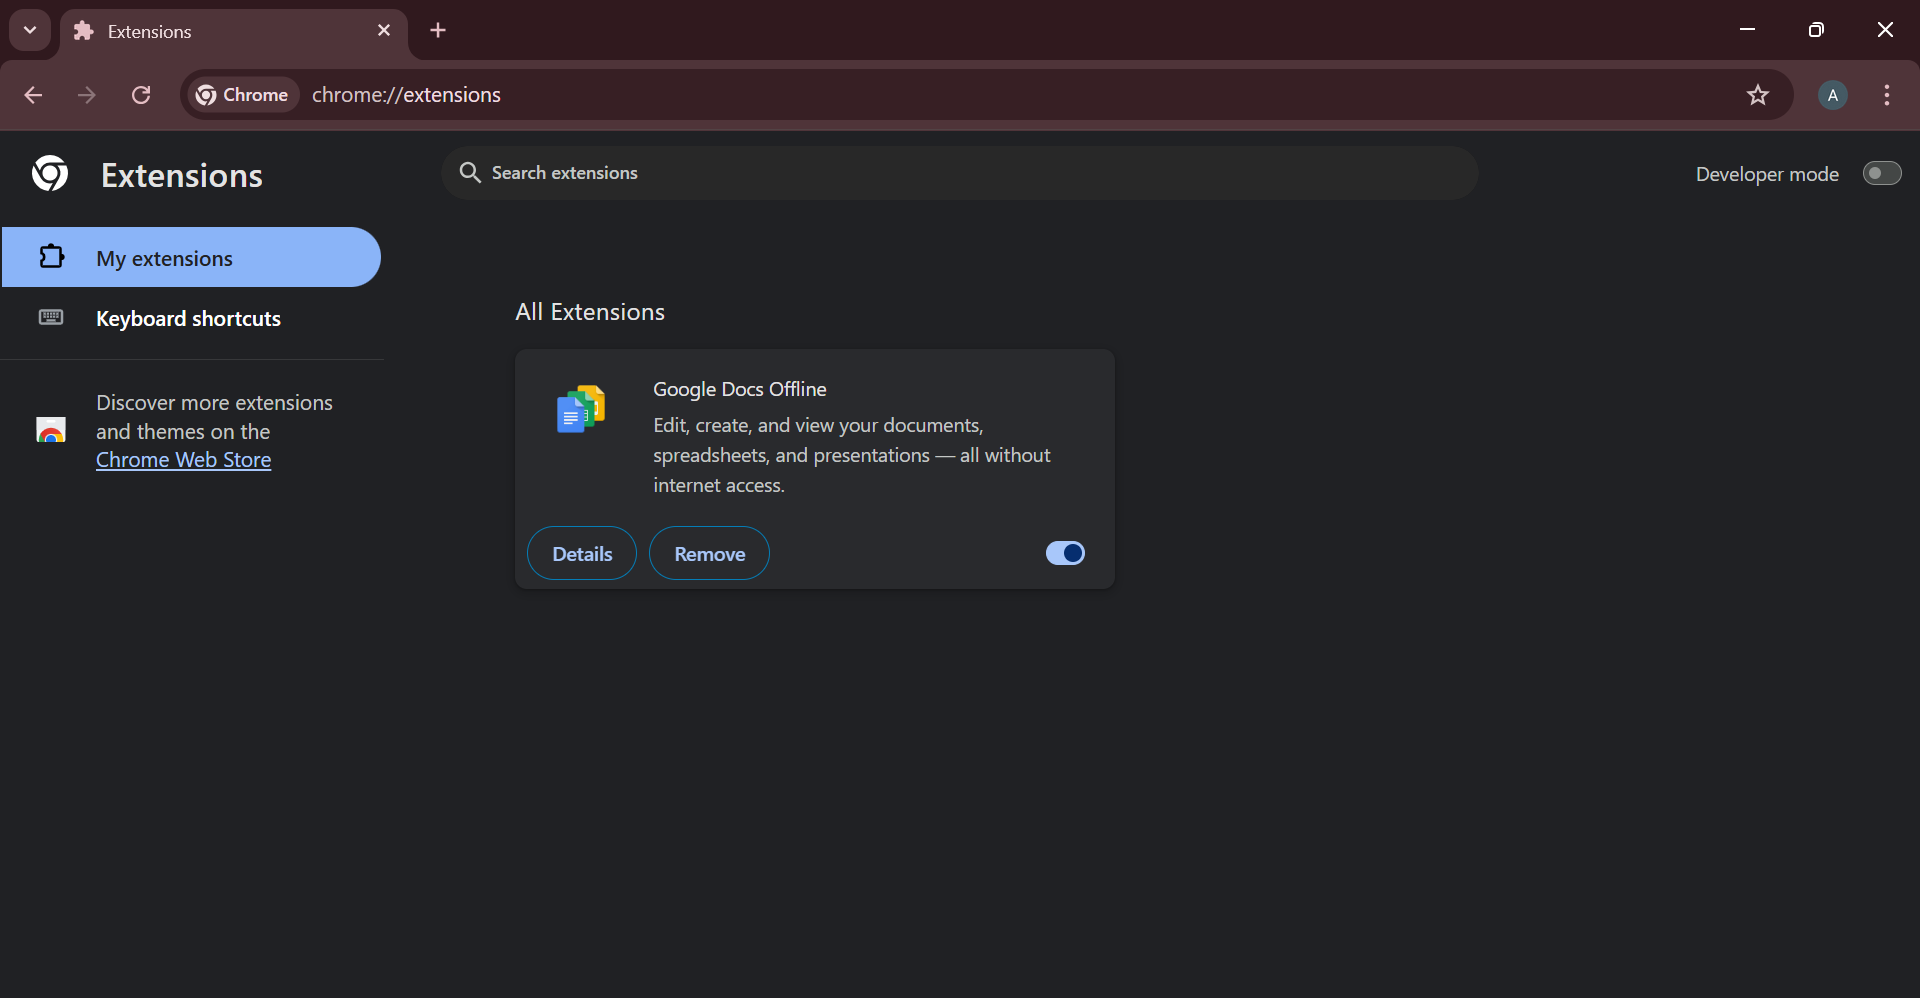 Extensions
Chrome
chrome://extensions
A
Extensions
Search extensions
Developer mode
My extensions
Keyboard shortcuts
Discover more extensions
and themes on the
Chrome Web Store
All Extensions
Google Docs Offline
Edit, create, and view your documents,
spreadsheets, and presentations — all without
internet access.
Details
Remove